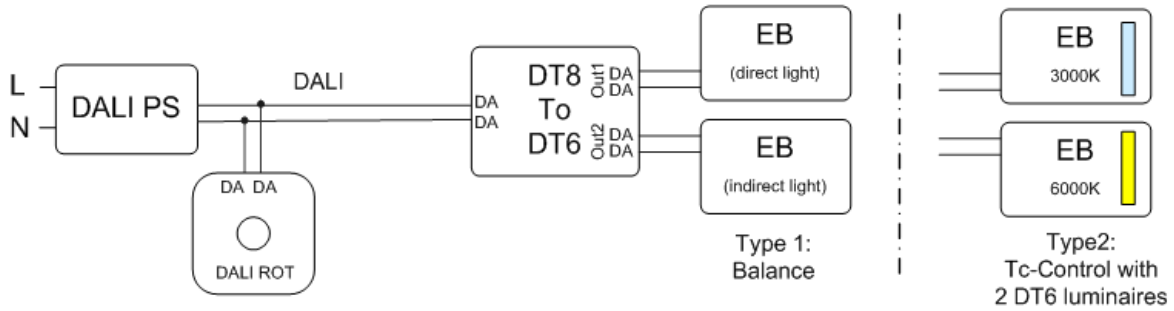 L
N
DALI PS
DALI
DA DA
DALI ROT
DA
DA
DT8
To
DT6
Out1
DA
DA
Out2
DA
DA
EB
(direct light)
EB
(indirect light)
Type 1:
Balance
EB
3000K
EB
6000K
Type2:
Tc-Control with
2 DT6 luminaires